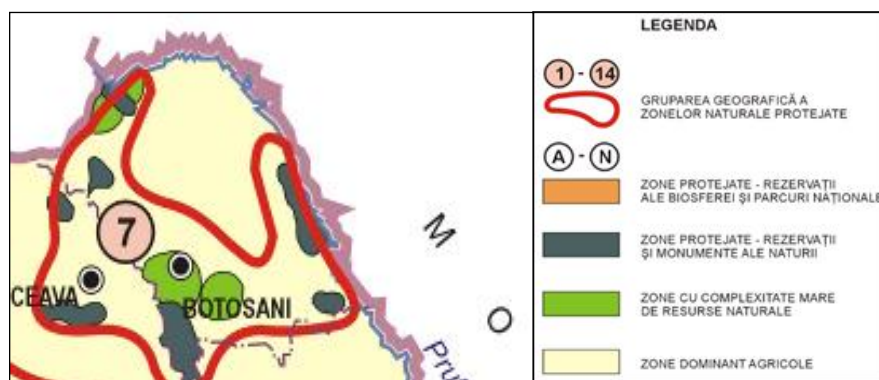 7
CEAVA
BOTOSANI
M
O
Pru
LEGENDA
1 - 14
GRUPAREA GEOGRAFICĂ A
ZONELOR NATURALE PROTEJATE
A - N
ZONE PROTEJATE - REZERVAȚII
ALE BIOSFEREI ȘI PARCURI NAȚIONALE
ZONE PROTEJATE - REZERVAȚII
ȘI MONUMENTE ALE NATURII
ZONE CU COMPLEXITATE MARE
DE RESURSE NATURALE
ZONE DOMINANT AGRICOLE